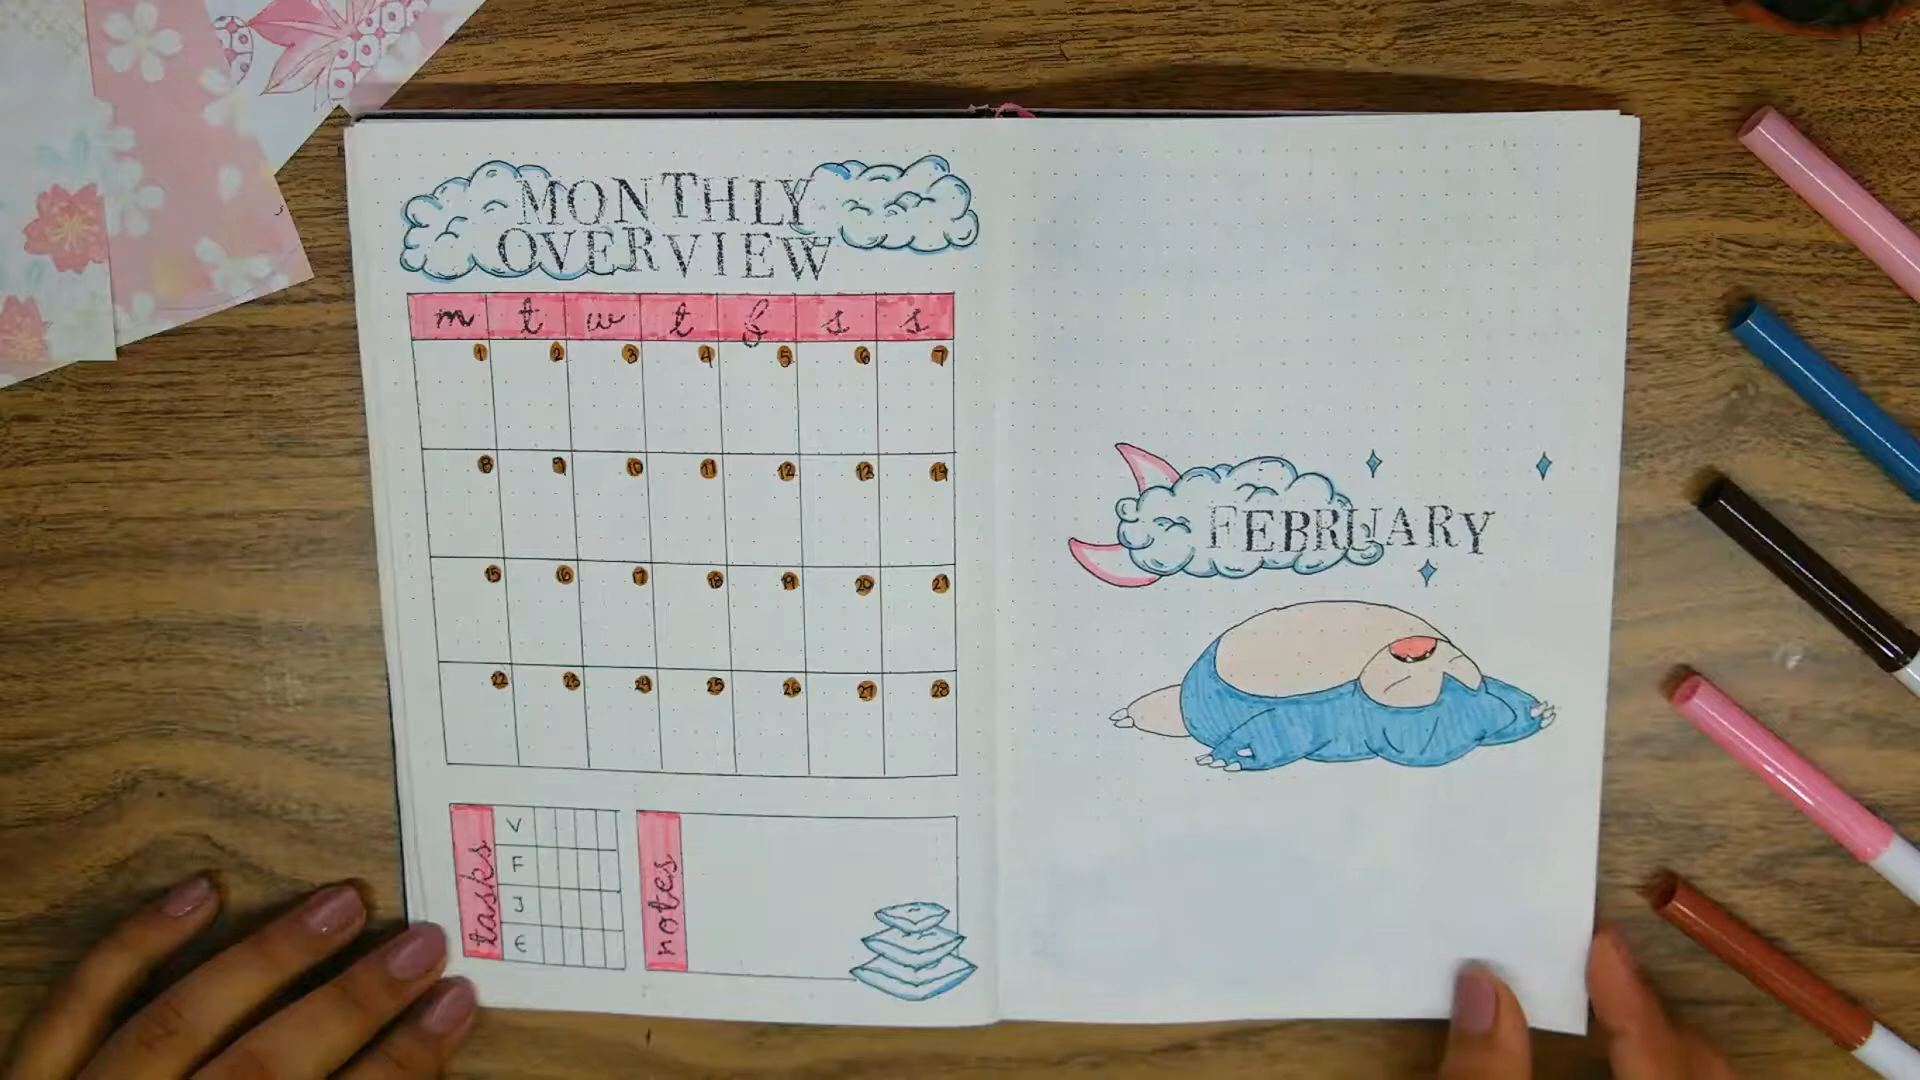 MONTHLY
OVERVIEW
m t w t f s s
1 2 3 4 5 6 7
8 9 10 11 12 13 14
15 16 17 18 19 20 21
22 23 24 25 26 27 28
tasks
V
F
J
E
notes
FEBRUARY